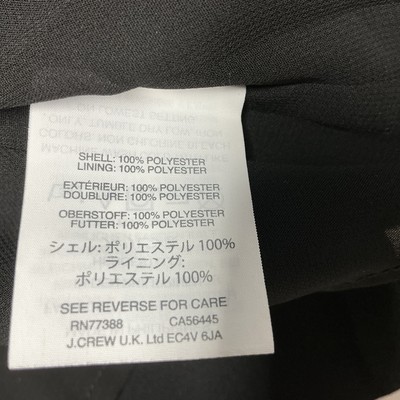 SHELL: 100% POLYESTER
LINING: 100% POLYESTER
EXTÉRIEUR: 100% POLYESTER
DOUBLURE: 100% POLYESTER
OBERSTOFF: 100% POLYESTER
FUTTER: 100% POLYESTER
シェル: ポリエステル 100%
ライニング:
ポリエステル 100%
SEE REVERSE FOR CARE
RN77388 CA56445
J.CREW U.K. Ltd EC4V 6JA